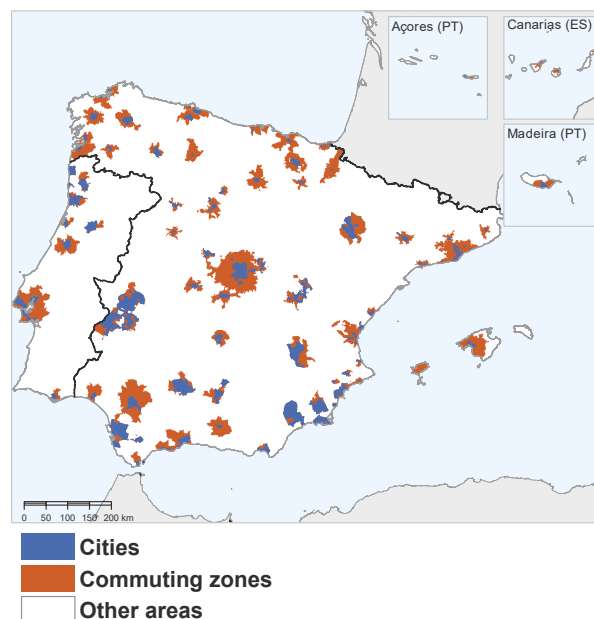 Açores (PT)
Canarias (ES)
Madeira (PT)
0 50 100 150 200 km
Cities
Commuting zones
Other areas